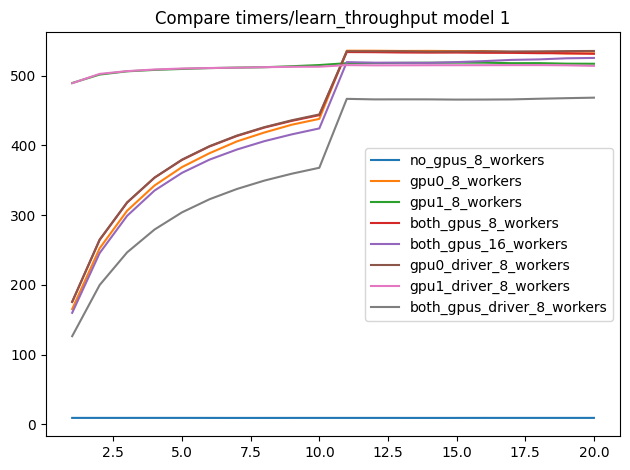 Compare timers/learn_throughput model 1
500
400
300
200
100
0
no_gpus_8_workers
gpu0_8_workers
gpu1_8_workers
both_gpus_8_workers
both_gpus_16_workers
gpu0_driver_8_workers
gpu1_driver_8_workers
both_gpus_driver_8_workers
2.5 5.0 7.5 10.0 12.5 15.0 17.5 20.0